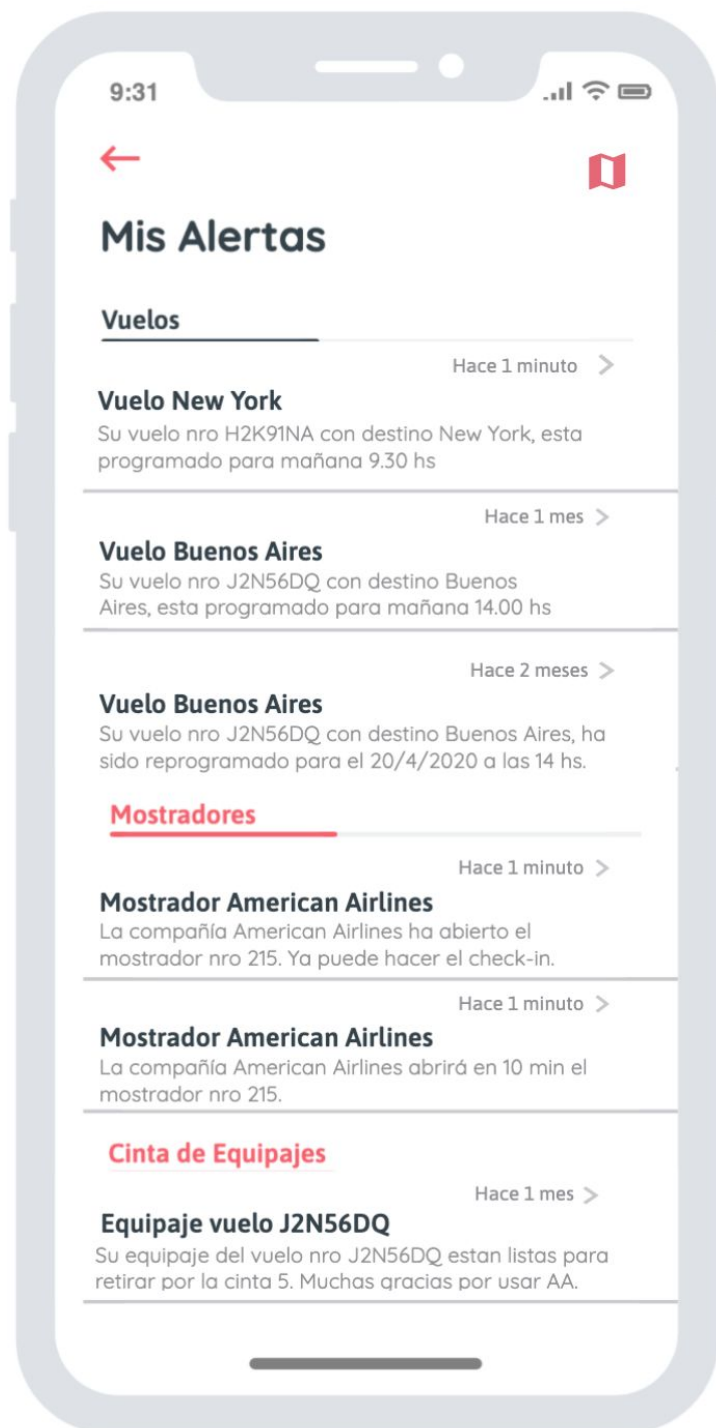 9:31
Mis Alertas
Vuelos
Hace 1 minuto
Vuelo New York
Su vuelo nro H2K91NA con destino New York, esta
programado para mañana 9.30 hs
Hace 1 mes
Vuelo Buenos Aires
Su vuelo nro J2N56DQ con destino Buenos
Aires, esta programado para mañana 14.00 hs
Hace 2 meses
Vuelo Buenos Aires
Su vuelo nro J2N56DQ con destino Buenos Aires, ha
sido reprogramado para el 20/4/2020 a las 14 hs.
Mostradores
Hace 1 minuto
Mostrador American Airlines
La compañía American Airlines ha abierto el
mostrador nro 215. Ya puede hacer el check-in.
Hace 1 minuto
Mostrador American Airlines
La compañía American Airlines abrirá en 10 min el
mostrador nro 215.
Cinta de Equipajes
Hace 1 mes
Equipaje vuelo J2N56DQ
Su equipaje del vuelo nro J2N56DQ estan listas para
retirar por la cinta 5. Muchas gracias por usar AA.